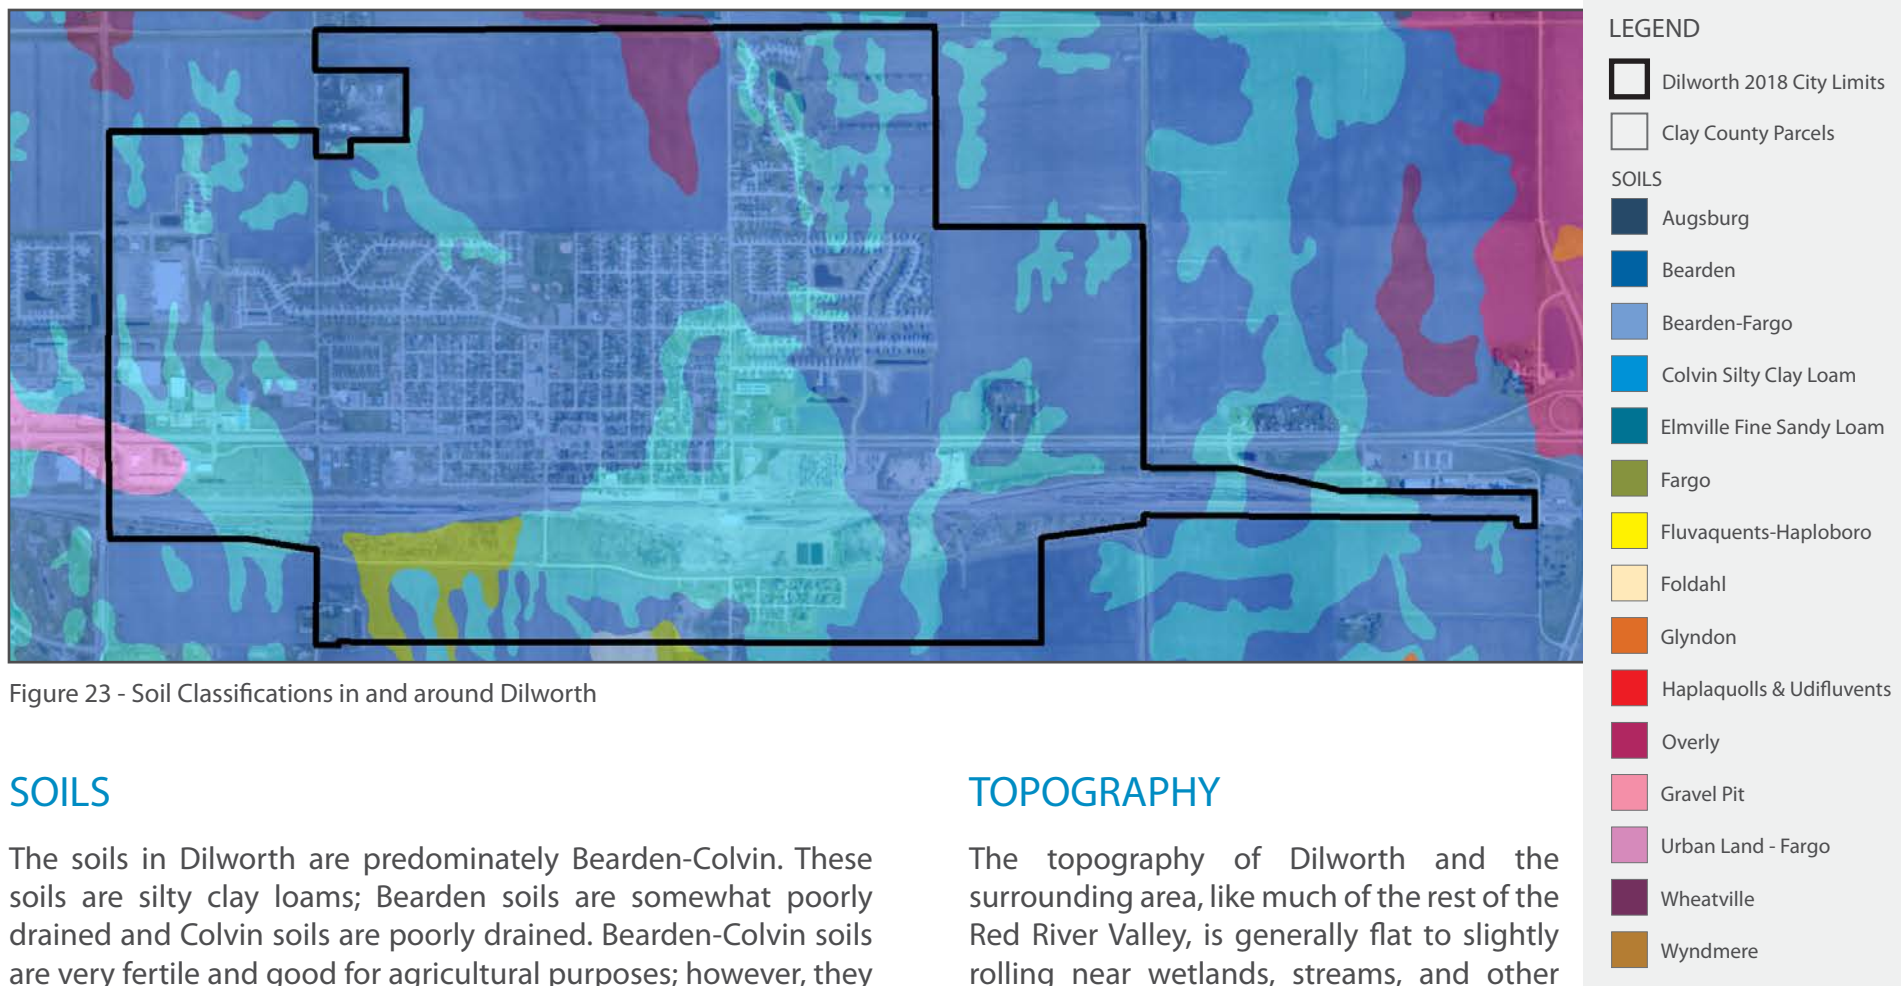 LEGEND
Dilworth 2018 City Limits
Clay County Parcels
SOILS
Augsburg
Bearden
Bearden-Fargo
Colvin Silty Clay Loam
Elmville Fine Sandy Loam
Fargo
Fluvaquents-Haploboro
Foldahl
Glyndon
Haplaquolls & Udifluvents
Overly
Gravel Pit
Urban Land - Fargo
Wheatville
Wyndmere
Figure 23 - Soil Classifications in and around Dilworth
SOILS
The soils in Dilworth are predominately Bearden-Colvin. These
soils are silty clay loams; Bearden soils are somewhat poorly
drained and Colvin soils are poorly drained. Bearden-Colvin soils
are very fertile and good for agricultural purposes; however, they
TOPOGRAPHY
The topography of Dilworth and the
surrounding area, like much of the rest of the
Red River Valley, is generally flat to slightly
rolling near wetlands, streams, and other